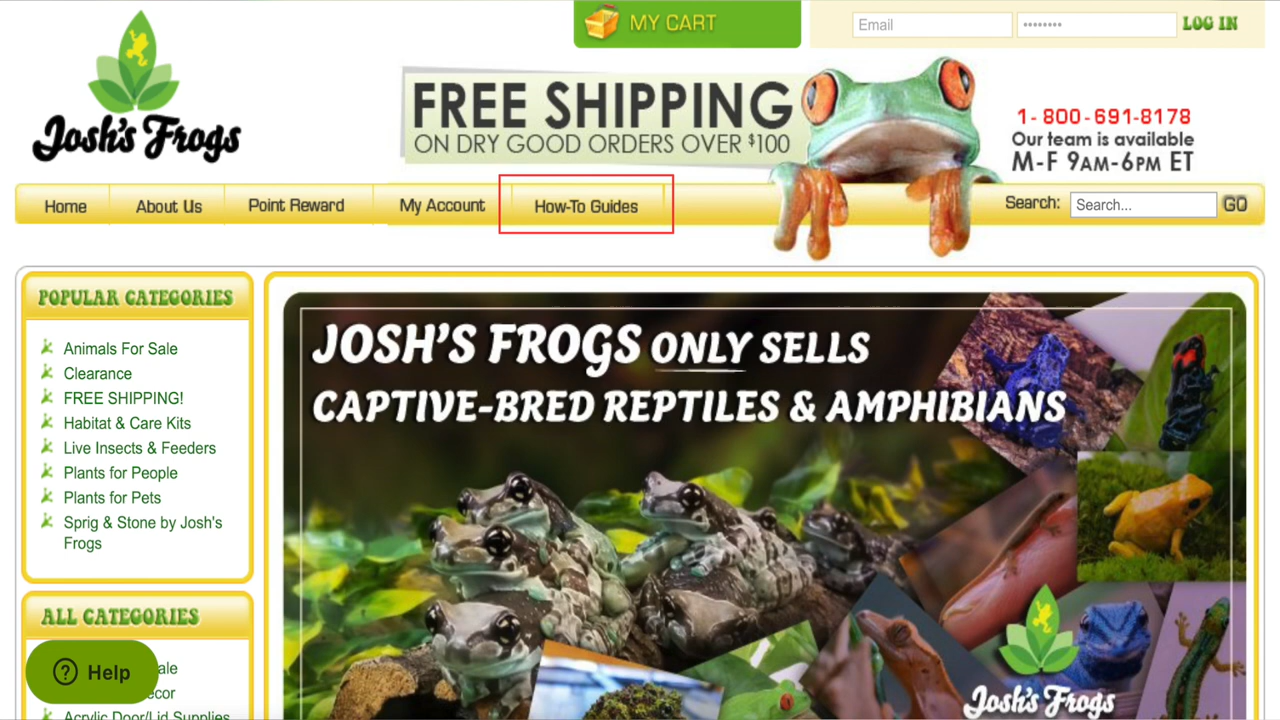 MY CART
Email
••••••••
LOG IN
Josh's Frogs
FREE SHIPPING
ON DRY GOOD ORDERS OVER $100
1-800-691-8178
Our team is available
M-F 9AM-6PM ET
Home
About Us
Point Reward
My Account
How-To Guides
Search:
Search...
GO
POPULAR CATEGORIES
Animals For Sale
Clearance
FREE SHIPPING!
Habitat & Care Kits
Live Insects & Feeders
Plants for People
Plants for Pets
Sprig & Stone by Josh's
Frogs
ALL CATEGORIES
Help
Acrylic Door/Lid Supplies
JOSH'S FROGS ONLY SELLS
CAPTIVE-BRED REPTILES & AMPHIBIANS
Josh's Frogs